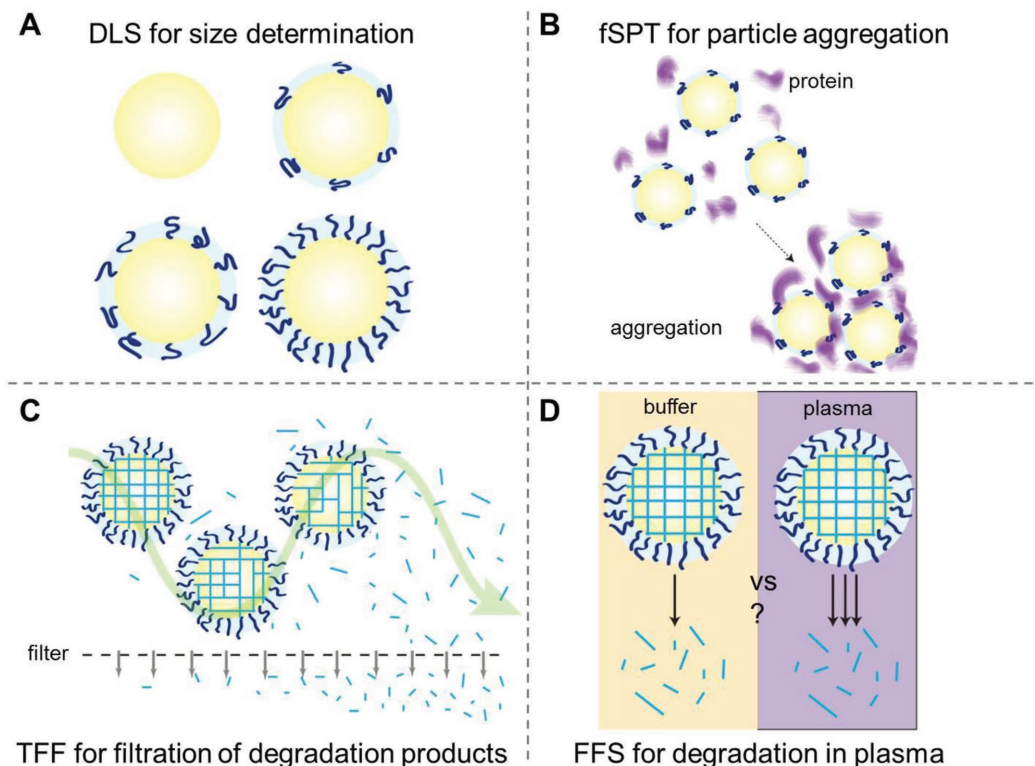 A
DLS for size determination
B
fSPT for particle aggregation
protein
aggregation
C
filter
TFF for filtration of degradation products
D
buffer
plasma
vs
?
FFS for degradation in plasma